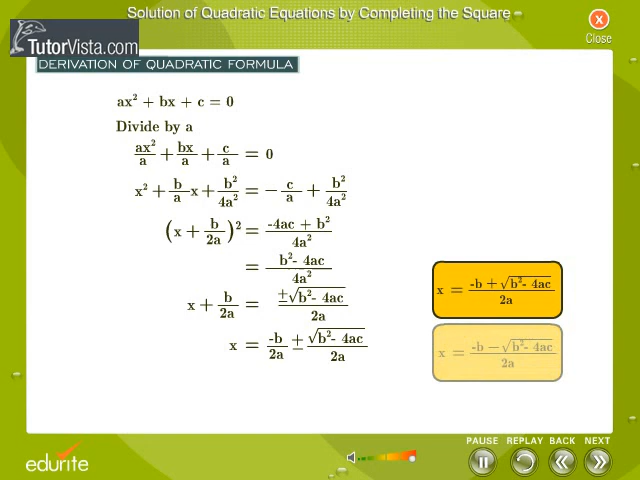 Solution of Quadratic Equations by Completing the Square
x
Close
TutorVista.com
DERIVATION OF QUADRATIC FORMULA
ax² + bx + c = 0
Divide by a
ax²/a + bx/a + c/a = 0
x² + b/a x + b²/4a² = - c/a + b²/4a²
(x + b/2a)² = -4ac + b²/4a²
= b²- 4ac/4a²
x + b/2a = ±√b²- 4ac/2a
x = -b/2a ± √b²- 4ac/2a
x = -b + √b²- 4ac/2a
x = -b - √b²- 4ac/2a
edurite
PAUSE REPLAY BACK NEXT